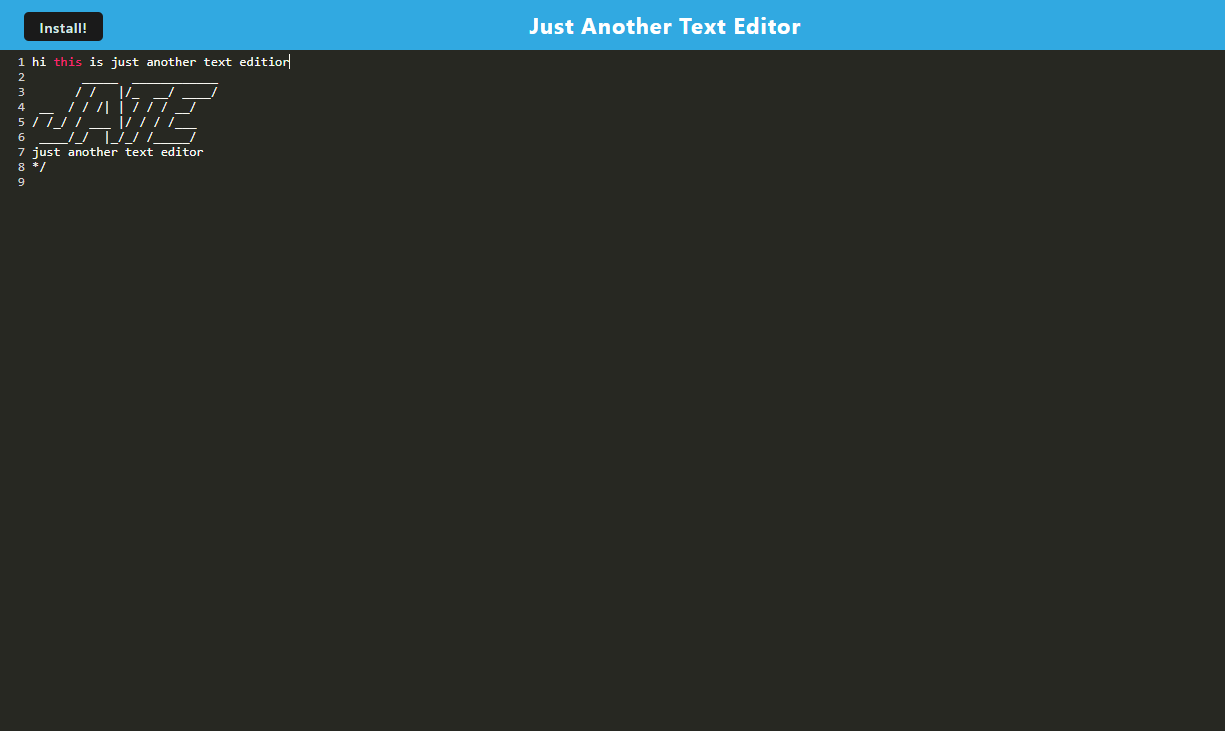 Install!
Just Another Text Editor
1 hi this is just another text editior
2        _____  ____________
3       / /   |/_  __/ ____/
4  __  / / /| | / / / __/
5 / /_/ / ___ |/ / / /___
6  ____/_/  |_/_/ /_____/
7 just another text editor
8 */
9